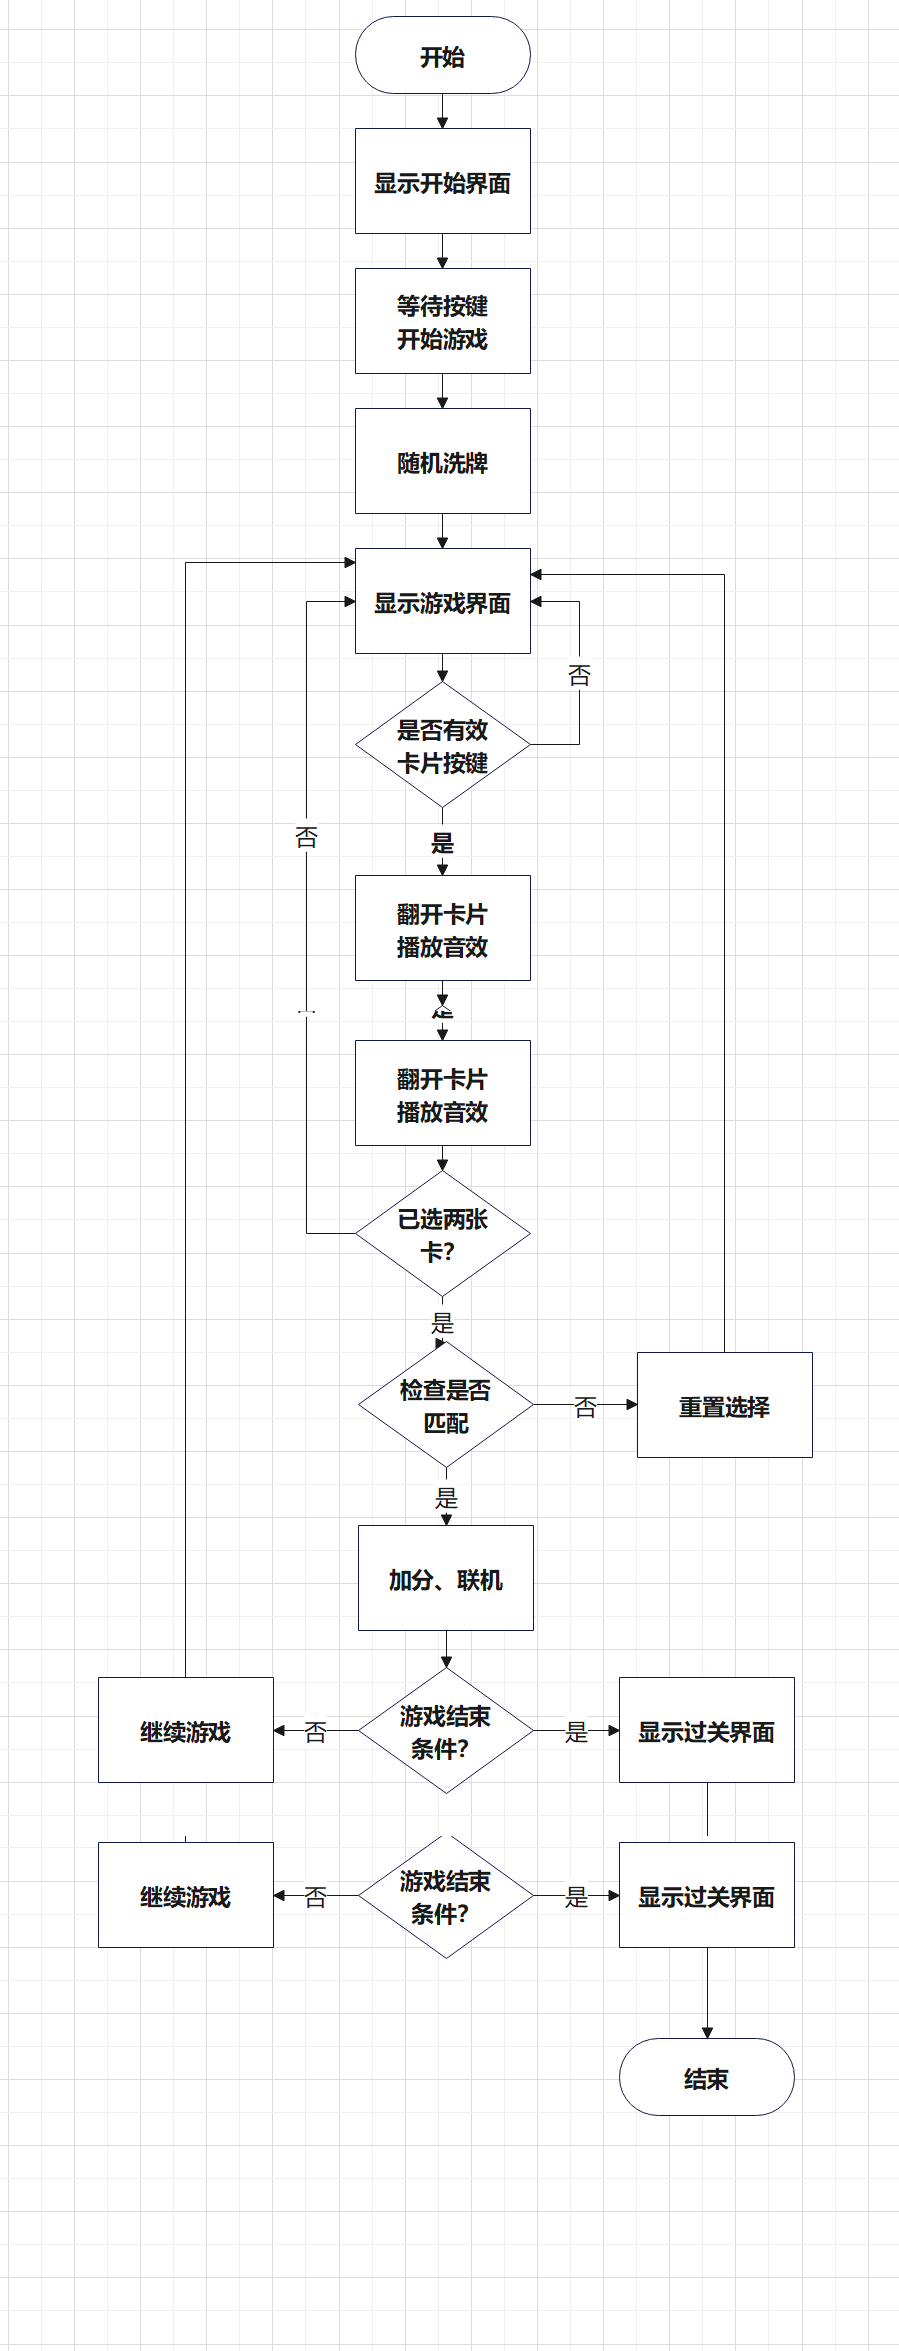 开始
显示开始界面
等待按键
开始游戏
随机洗牌
显示游戏界面
否
是否有效
卡片按键
否
是
翻开卡片
播放音效
翻开卡片
播放音效
已选两张
卡？
是
检查是否
匹配
否
重置选择
是
加分、联机
继续游戏
否
游戏结束
条件？
是
显示过关界面
继续游戏
否
游戏结束
条件？
是
显示过关界面
结束